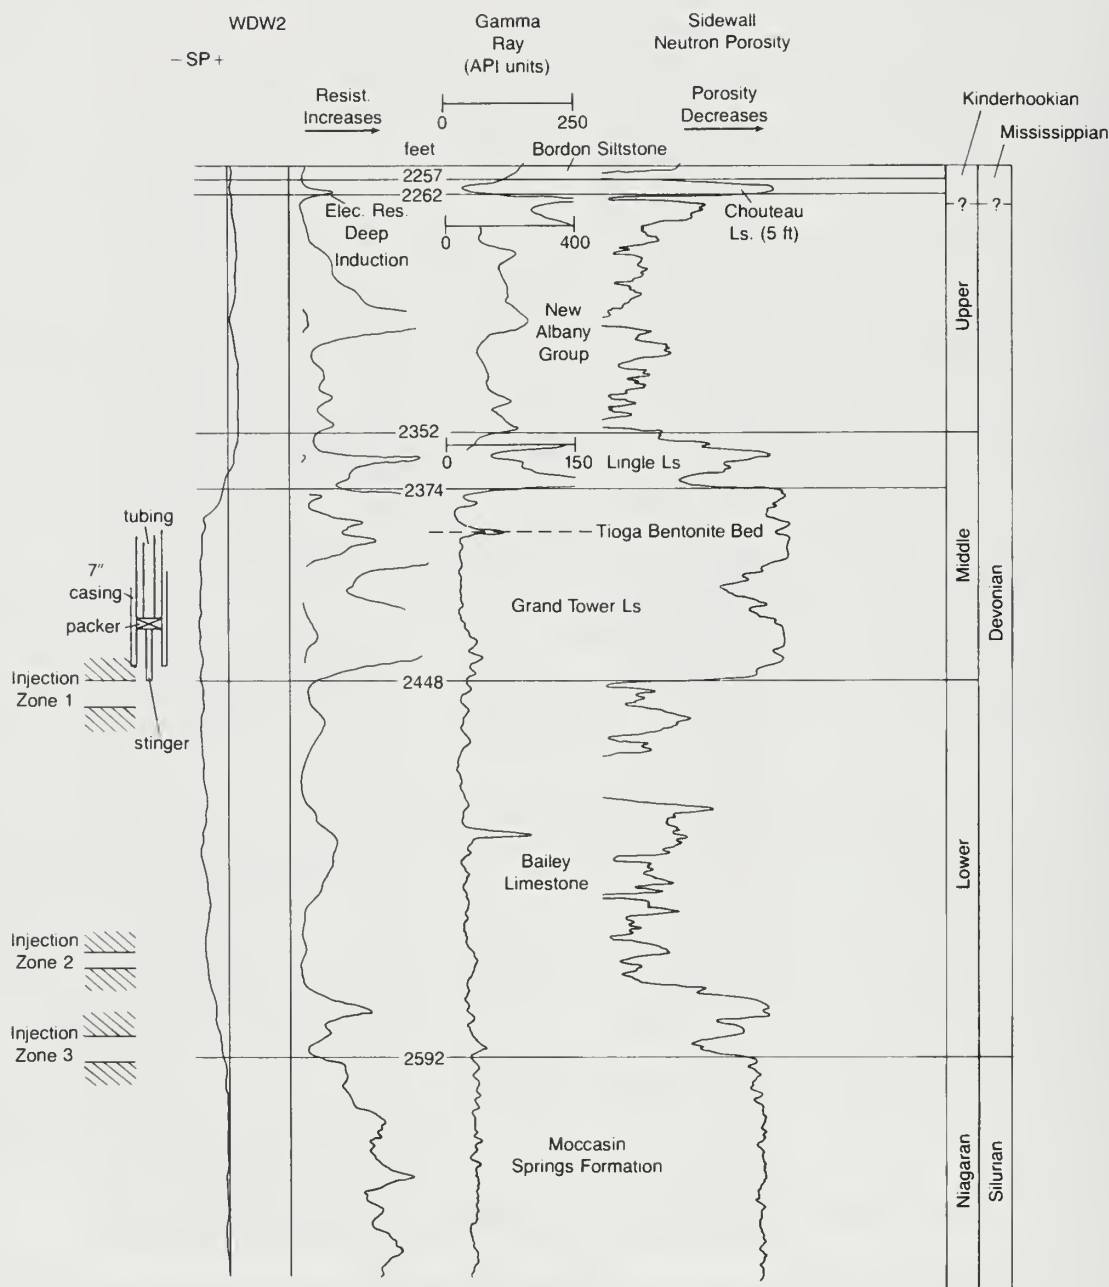 WDW2
Gamma
Ray
(API units)
Sidewall
Neutron Porosity
– SP +
Resist.
Increases
0 250
Porosity
Decreases
Kinderhookian
Mississippian
feet
Bordon Siltstone
2257
2262
Elec. Res.
Deep
Induction
0 400
Chouteau
Ls. (5 ft)
? ?
New
Albany
Group
Upper
2352
0 150
Lingle Ls
2374
tubing
Tioga Bentonite Bed
Middle
7"
casing
packer
Grand Tower Ls
Devonian
Injection
Zone 1
2448
stinger
Bailey
Limestone
Lower
Injection
Zone 2
Injection
Zone 3
2592
Moccasin
Springs Formation
Niagaran
Silurian